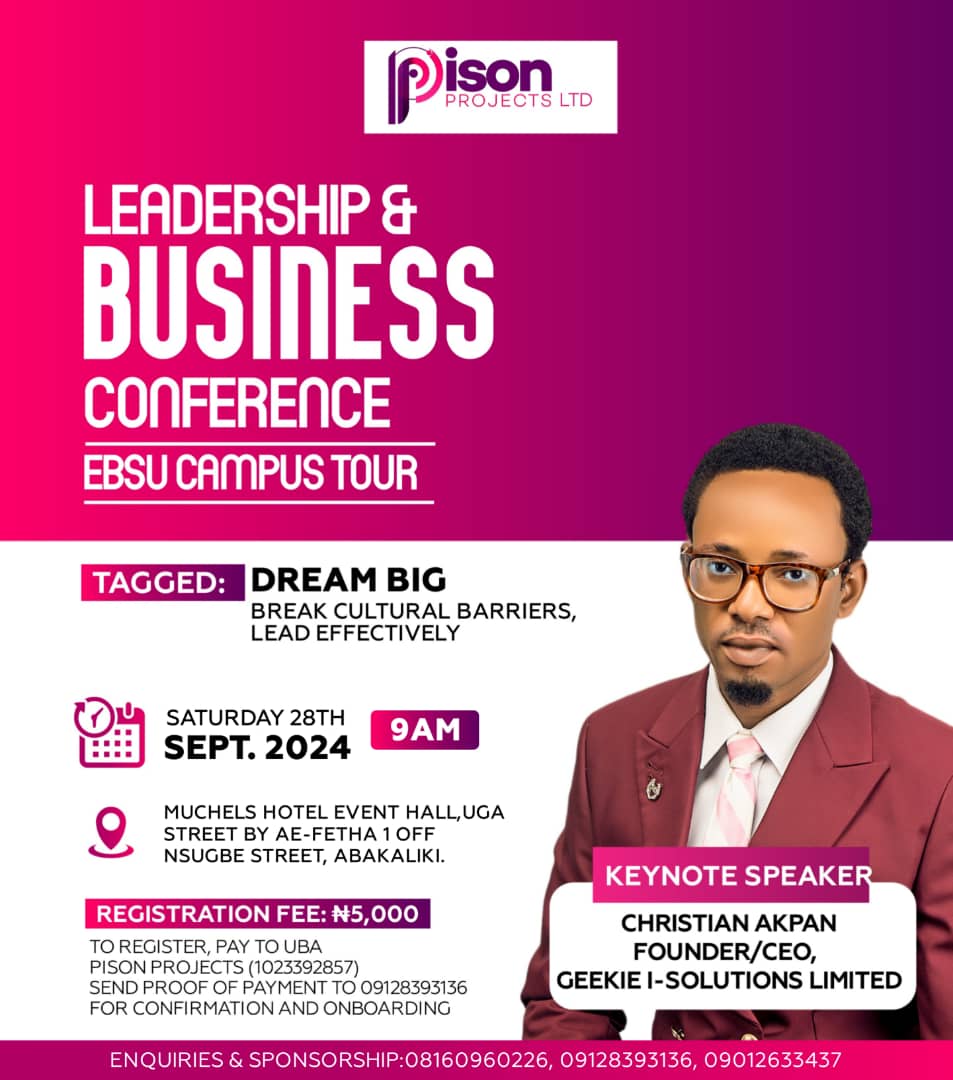 Pison
PROJECTS LTD
LEADERSHIP &
BUSINESS
CONFERENCE
EBSU CAMPUS TOUR
TAGGED: DREAM BIG
BREAK CULTURAL BARRIERS,
LEAD EFFECTIVELY
SATURDAY 28TH
SEPT. 2024
9AM
MUCHELS HOTEL EVENT HALL,UGA
STREET BY AE-FETHA 1 OFF
NSUGBE STREET, ABAKALIKI.
REGISTRATION FEE: ₦5,000
TO REGISTER, PAY TO UBA
PISON PROJECTS (1023392857)
SEND PROOF OF PAYMENT TO 09128393136
FOR CONFIRMATION AND ONBOARDING
KEYNOTE SPEAKER
CHRISTIAN AKPAN
FOUNDER/CEO,
GEEKIE I-SOLUTIONS LIMITED
ENQUIRIES & SPONSORSHIP:08160960226, 09128393136, 09012633437